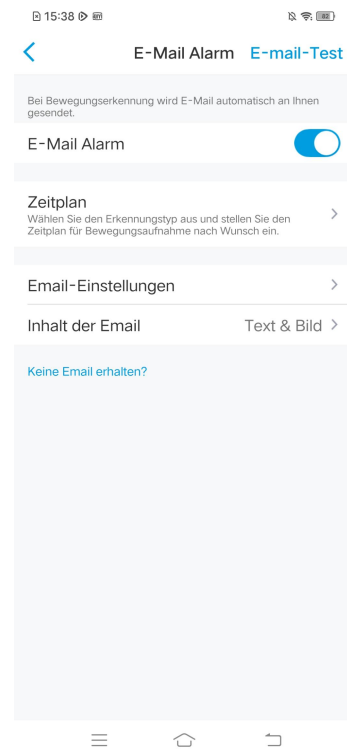 15:38
E-Mail Alarm E-mail-Test
Bei Bewegungserkennung wird E-Mail automatisch an Ihnen
gesendet.
E-Mail Alarm
Zeitplan
Wählen Sie den Erkennungstyp aus und stellen Sie den
Zeitplan für Bewegungsaufnahme nach Wunsch ein.
Email-Einstellungen
Inhalt der Email Text & Bild
Keine Email erhalten?